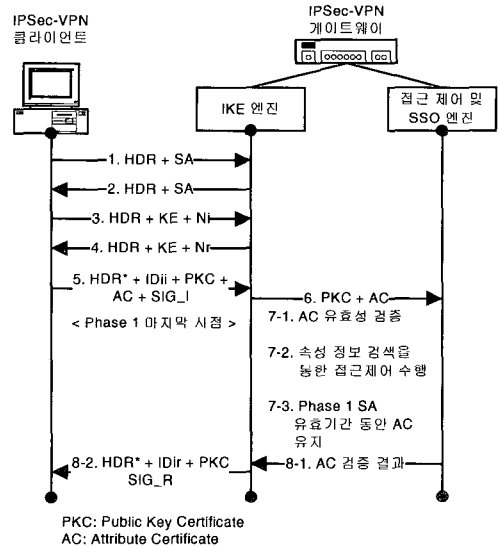 IPSec-VPN
클라이언트
IPSec-VPN
게이트웨이
IKE 엔진
접근 제어 및
SSO 엔진
1. HDR + SA
2. HDR + SA
3. HDR + KE + Ni
4. HDR + KE + Nr
5. HDR* + IDii + PKC +
AC + SIG_I
< Phase 1 마지막 시점 >
6. PKC + AC
7-1. AC 유효성 검증
7-2. 속성 정보 검색을
통한 접근제어 수행
7-3. Phase 1 SA
유효기간 동안 AC
유지
8-1. AC 검증 결과
8-2. HDR* + IDir + PKC
SIG_R
PKC: Public Key Certificate
AC: Attribute Certificate